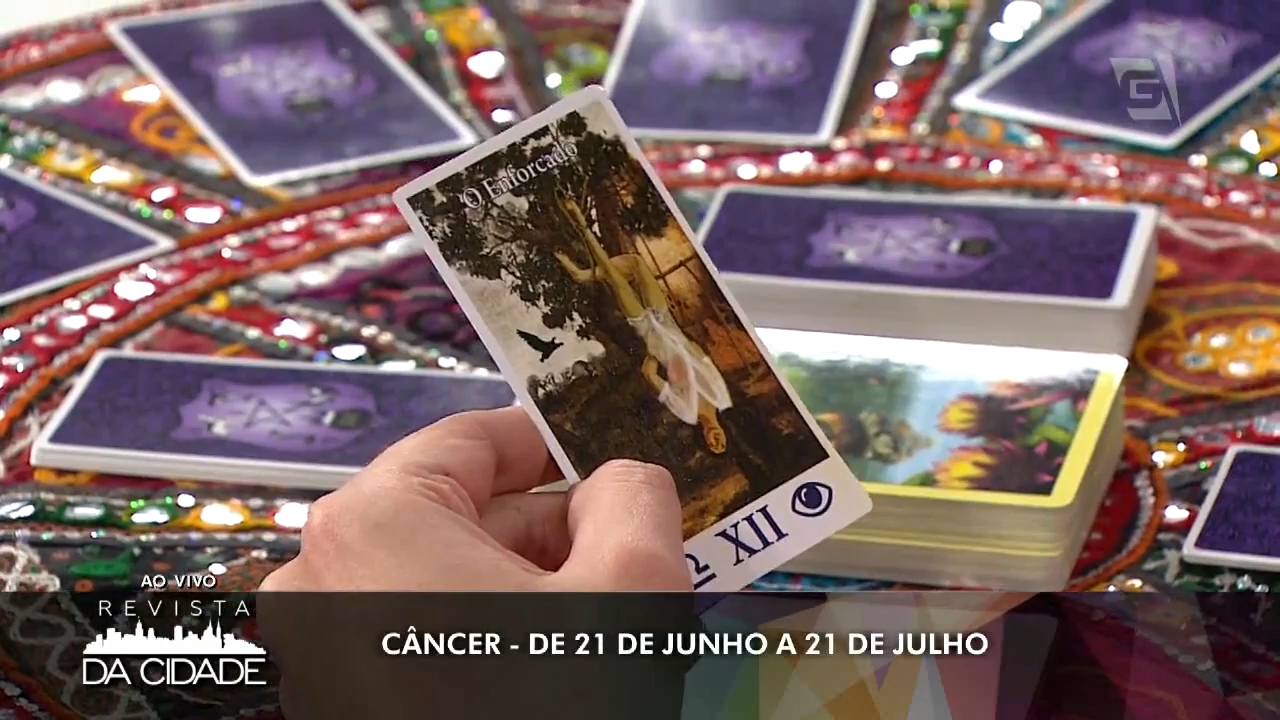 O Enforcado
XII
AO VIVO
REVISTA
DA CIDADE
CÂNCER - DE 21 DE JUNHO A 21 DE JULHO